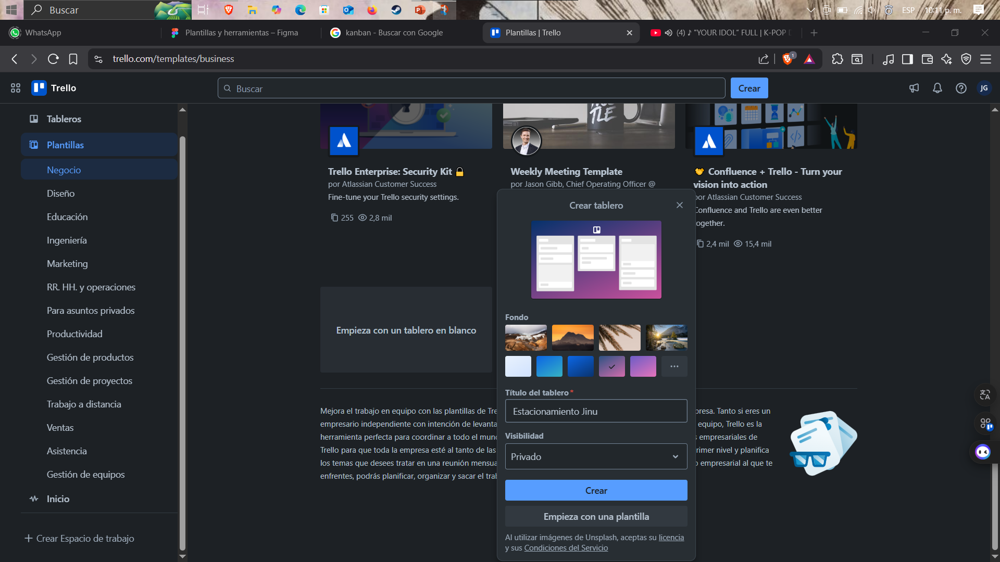 Buscar
ESP
10:11 p. m.
WhatsApp
Plantillas y herramientas – Figma
kanban - Buscar con Google
Plantillas | Trello
(4) ♪ "YOUR IDOL" FULL | K-POP
trello.com/templates/business
1
Trello
Buscar
Crear
JG
Tableros
Plantillas
Negocio
Diseño
Educación
Ingeniería
Marketing
RR. HH. y operaciones
Para asuntos privados
Productividad
Gestión de productos
Gestión de proyectos
Trabajo a distancia
Ventas
Asistencia
Gestión de equipos
Inicio
+ Crear Espacio de trabajo
Trello Enterprise: Security Kit 🔒
por Atlassian Customer Success
Fine-tune your Trello security settings.
255 2,8 mil
TLE
Weekly Meeting Template
por Jason Gibb, Chief Operating Officer @
🤝 Confluence + Trello - Turn your
vision into action
por Atlassian Customer Success
Confluence and Trello are even better
ogether.
2,4 mil 15,4 mil
Empieza con un tablero en blanco
Crear tablero
Fondo
Título del tablero*
Estacionamiento Jinu
Visibilidad
Privado
Crear
Empieza con una plantilla
Al utilizar imágenes de Unsplash, aceptas su licencia
y sus Condiciones del Servicio
Mejora el trabajo en equipo con las plantillas de Tre presa. Tanto si eres un
empresario independiente con intención de levanta equipo, Trello es la
herramienta perfecta para coordinar a todo el mun s empresariales de
Trello para que toda la empresa esté al tanto de las rimer nivel y planifica
los temas que desees tratar en una reunión mensua o empresarial al que te
enfrentes, podrás planificar, organizar y sacar el tral